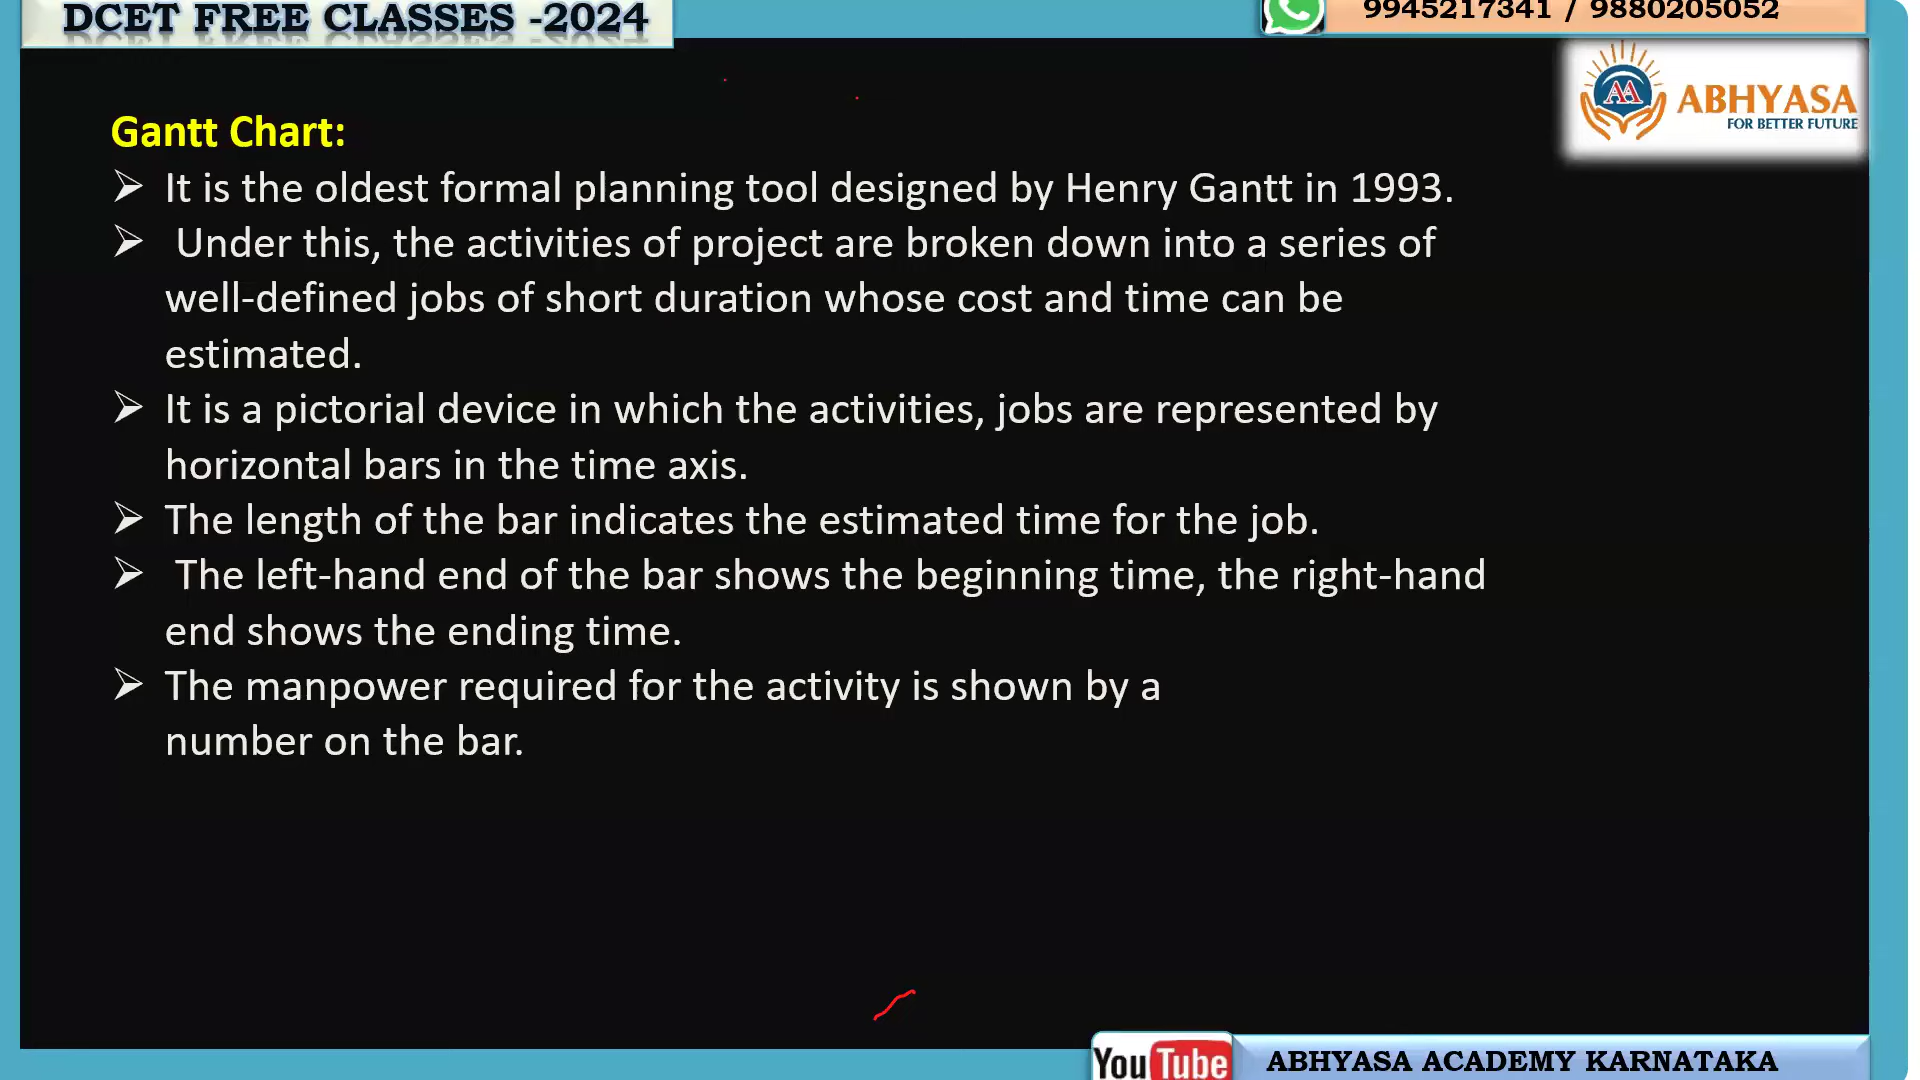 DCET FREE CLASSES -2024
9945217341 / 9880205052
ABHYASA
FOR BETTER FUTURE
Gantt Chart:
➢ It is the oldest formal planning tool designed by Henry Gantt in 1993.
➢ Under this, the activities of project are broken down into a series of
well-defined jobs of short duration whose cost and time can be
estimated.
➢ It is a pictorial device in which the activities, jobs are represented by
horizontal bars in the time axis.
➢ The length of the bar indicates the estimated time for the job.
➢ The left-hand end of the bar shows the beginning time, the right-hand
end shows the ending time.
➢ The manpower required for the activity is shown by a
number on the bar.
YouTube
ABHYASA ACADEMY KARNATAKA